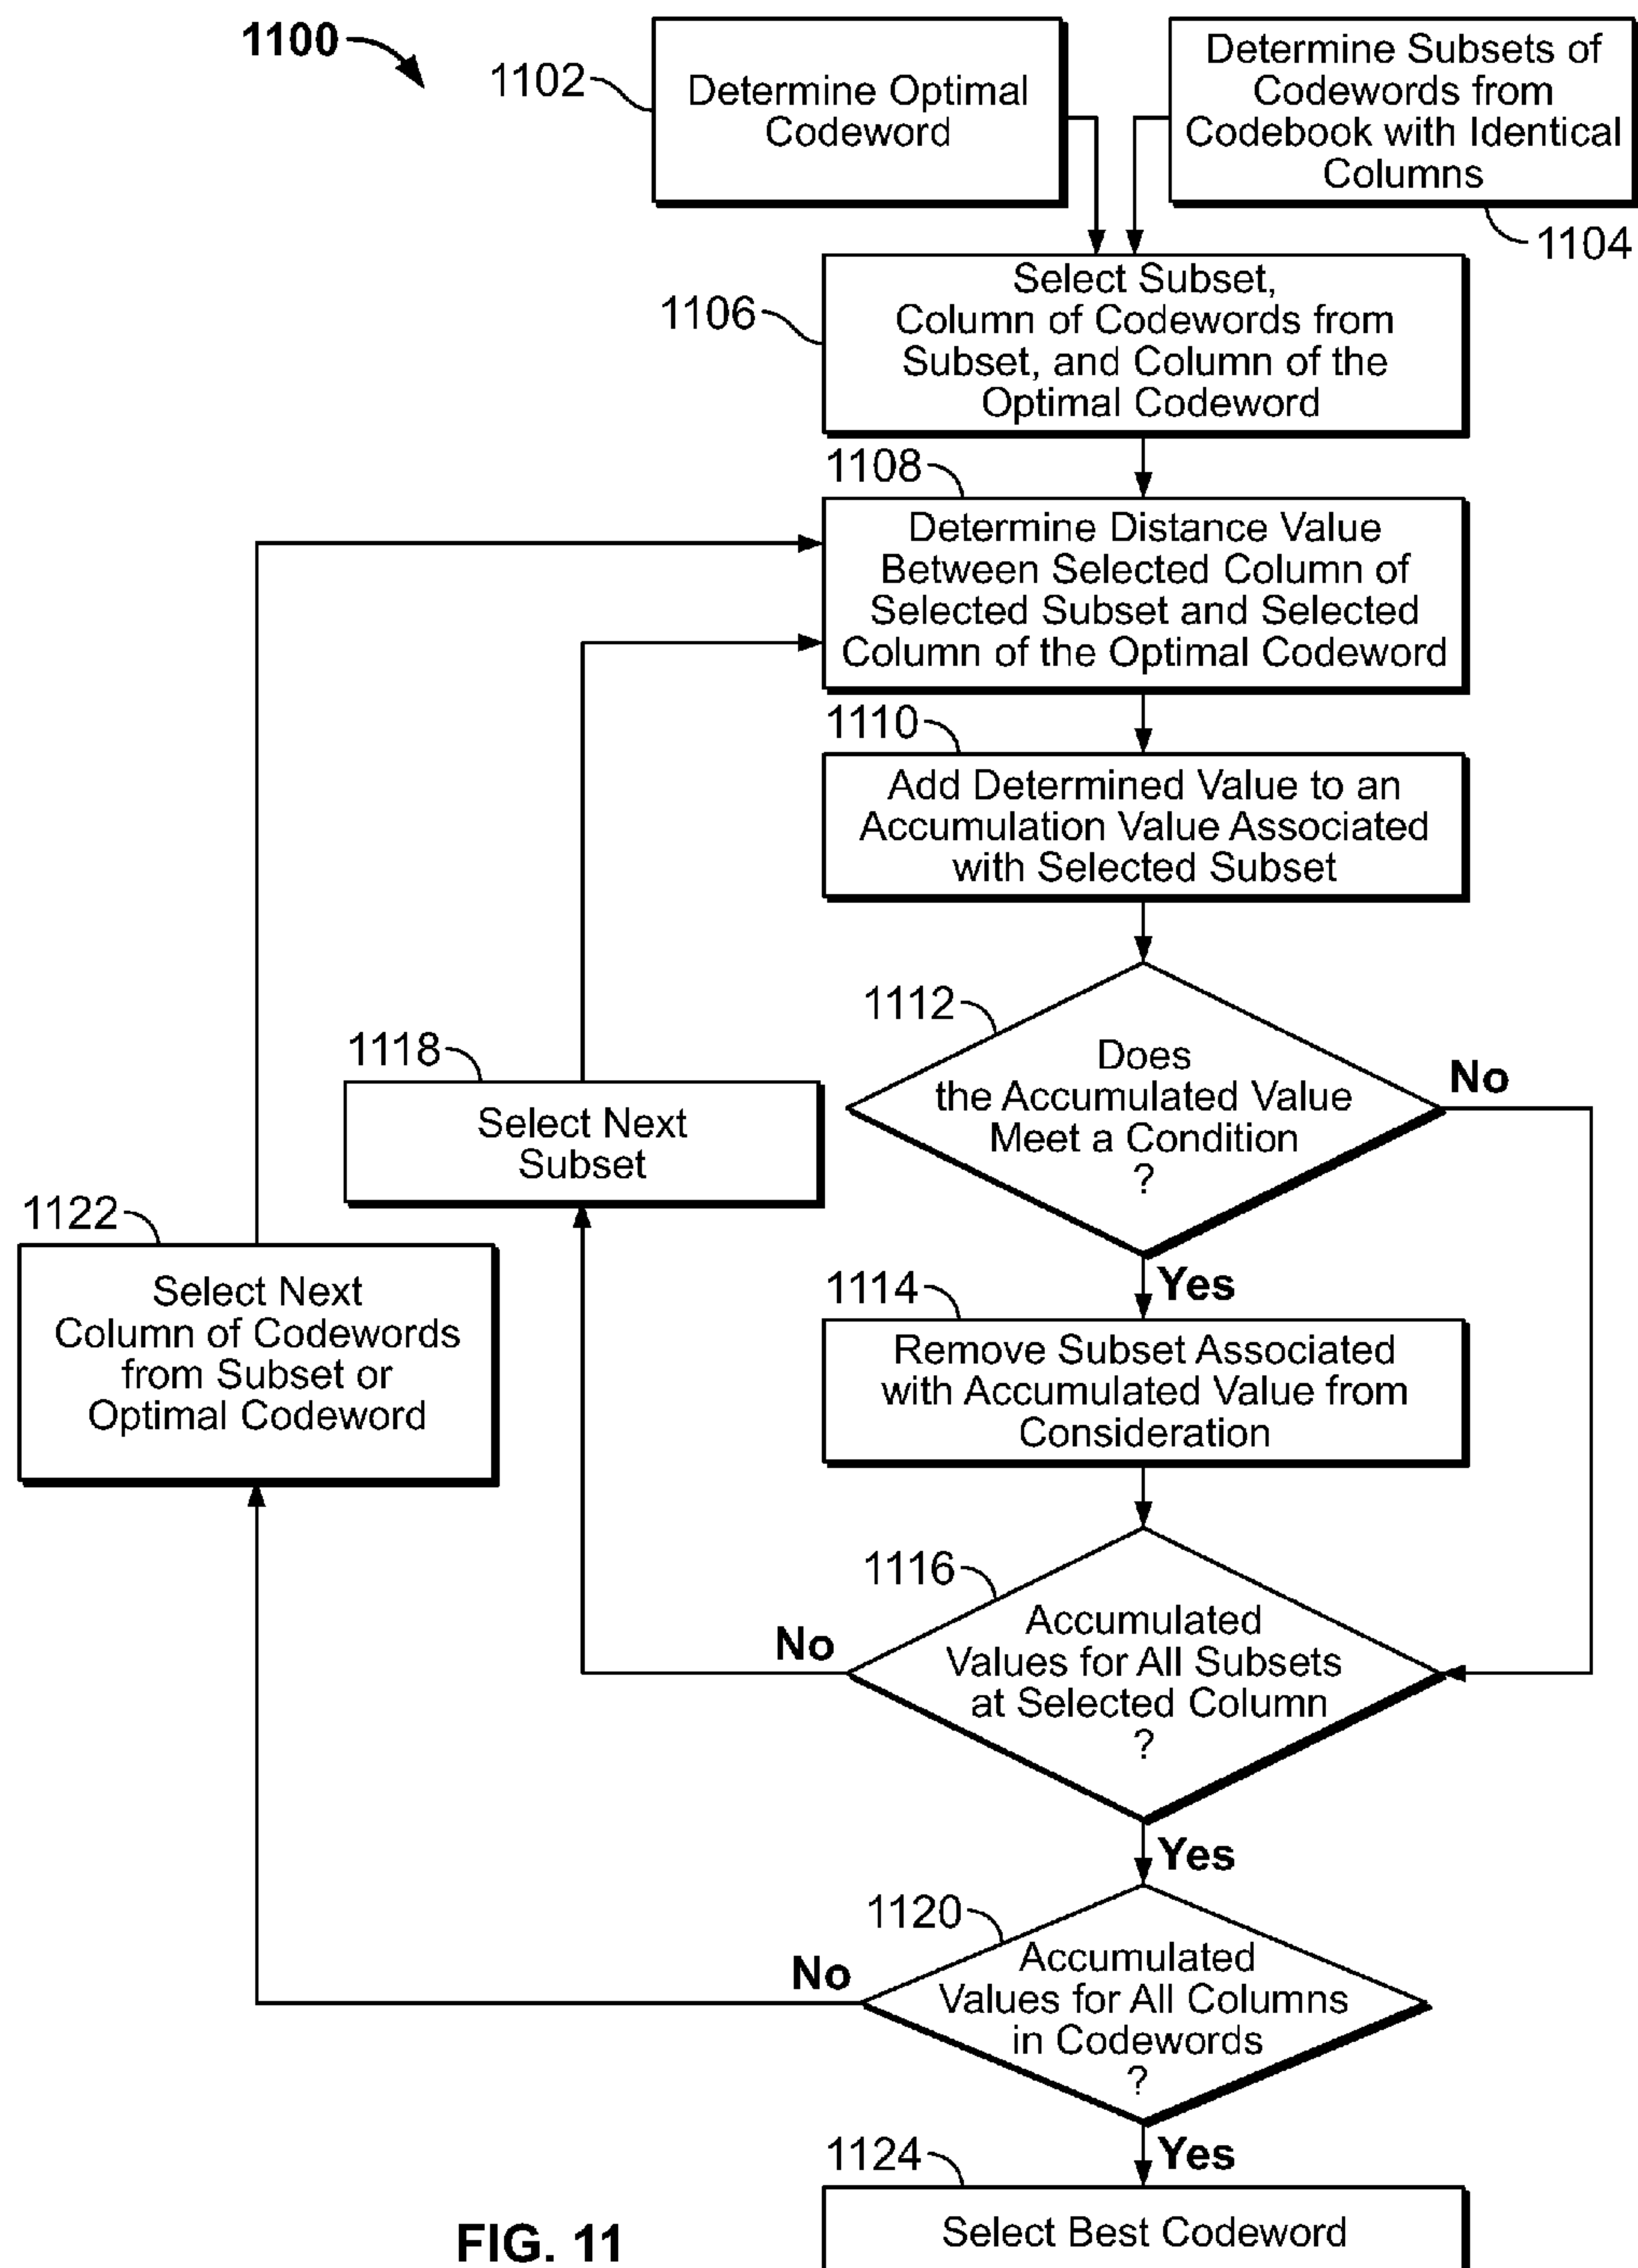 1100
1102
Determine Optimal
Codeword
Determine Subsets of
Codewords from
Codebook with Identical
Columns
1104
1106
Select Subset,
Column of Codewords from
Subset, and Column of the
Optimal Codeword
1108
Determine Distance Value
Between Selected Column of
Selected Subset and Selected
Column of the Optimal Codeword
1110
Add Determined Value to an
Accumulation Value Associated
with Selected Subset
1112
Does
the Accumulated Value
Meet a Condition
?
No
1118
Select Next
Subset
Yes
1122
Select Next
Column of Codewords
from Subset or
Optimal Codeword
1114
Remove Subset Associated
with Accumulated Value from
Consideration
1116
Accumulated
Values for All Subsets
at Selected Column
?
No
Yes
1120
Accumulated
Values for All Columns
in Codewords
?
No
Yes
1124
Select Best Codeword
FIG. 11